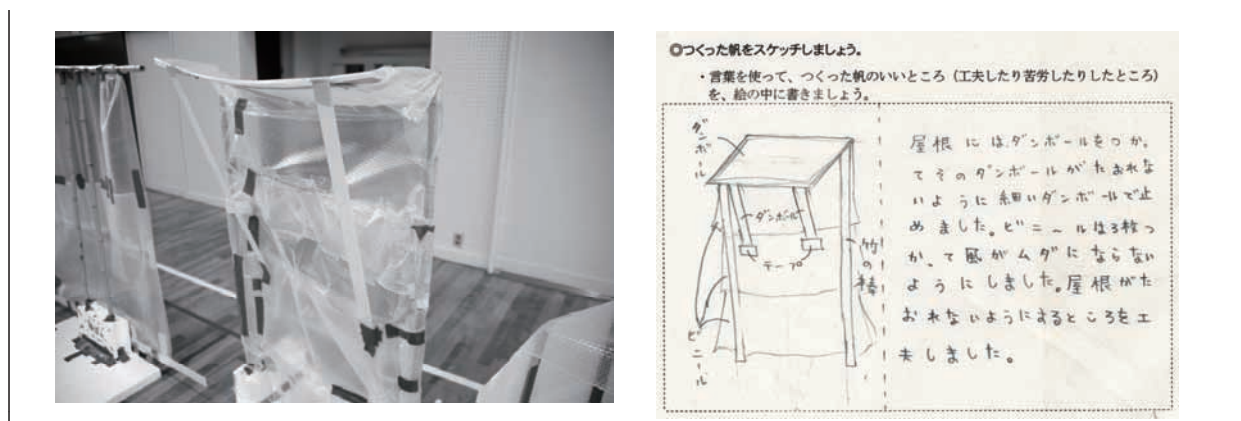 ◎つくった帆をスケッチしましょう。
・言葉を使って、つくった帆のいいところ（工夫したり苦労したりしたところ）
を、絵の中に書きましょう。
ダンボール
ダンボール
テープ
竹の棒
ビニール
屋根にはダンボールをつかっ
てそのダンボールがたおれな
いように細いダンボールで止
めました。ビニールは3枚つ
かって風がムダにならない
ようにしました。屋根がた
おれないようにするところを工
夫しました。